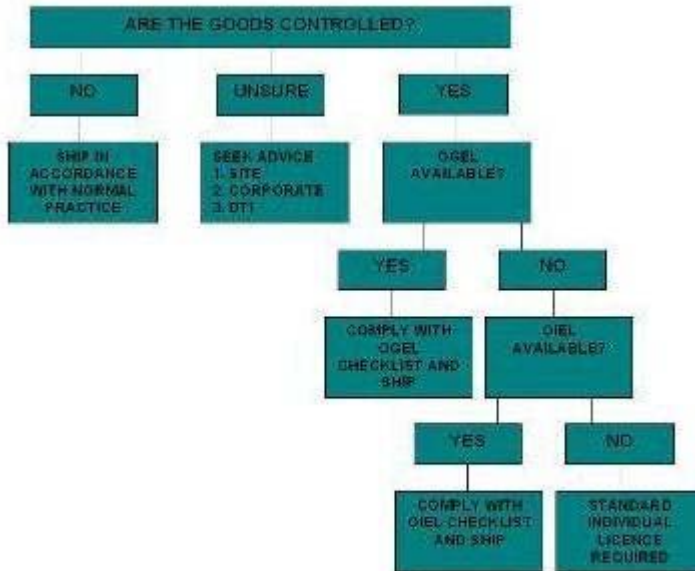 ARE THE GOODS CONTROLLED?
NO
UNSURE
YES
SHIP IN
ACCORDANCE
WITH NORMAL
PRACTICE
SEEK ADVICE
1. SITE
2. CORPORATE
3. DTI
OGEL
AVAILABLE?
YES
NO
COMPLY WITH
OGEL
CHECKLIST AND
SHIP
OIEL
AVAILABLE?
YES
NO
COMPLY WITH
OIEL CHECKLIST
AND SHIP
STANDARD
INDIVIDUAL
LICENCE
REQUIRED